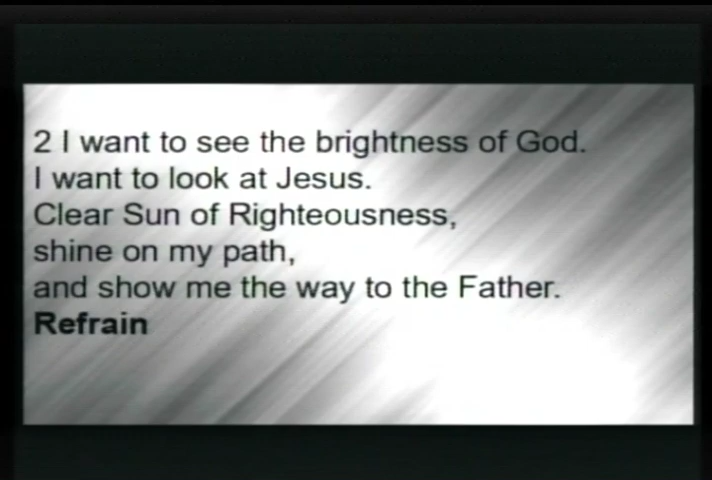 2 I want to see the brightness of God.
I want to look at Jesus.
Clear Sun of Righteousness,
shine on my path,
and show me the way to the Father.
Refrain